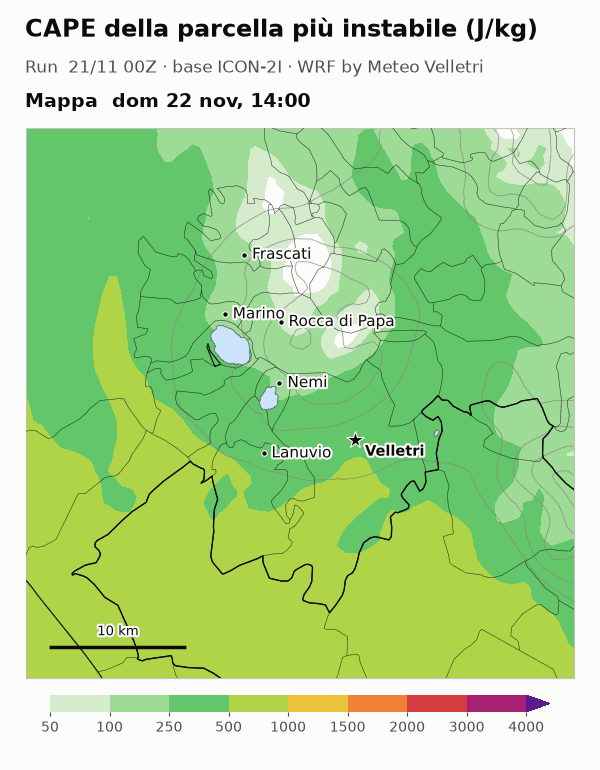 CAPE della parcella più instabile (J/kg)
Run  21/11 00Z · base ICON-2I · WRF by Meteo Velletri
Mappa  dom 22 nov, 14:00
Frascati
Marino
Rocca di Papa
Nemi
Velletri
Lanuvio
10 km
50 100 250 500 1000 1500 2000 3000 4000